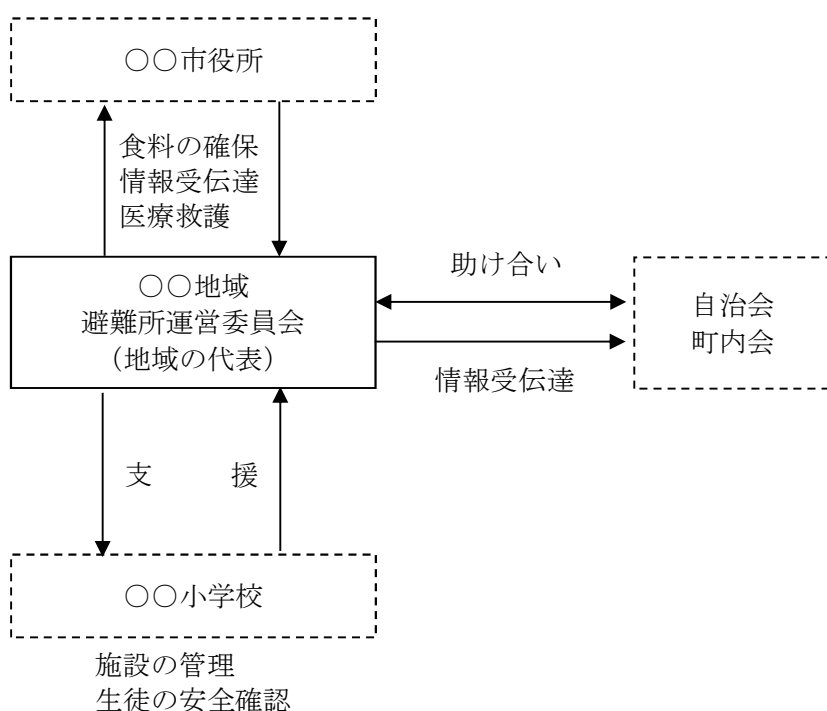 ○○市役所
食料の確保
情報受伝達
医療救護
○○地域
避難所運営委員会
(地域の代表)
助け合い
情報受伝達
自治会
町内会
支　　援
○○小学校
施設の管理
生徒の安全確認